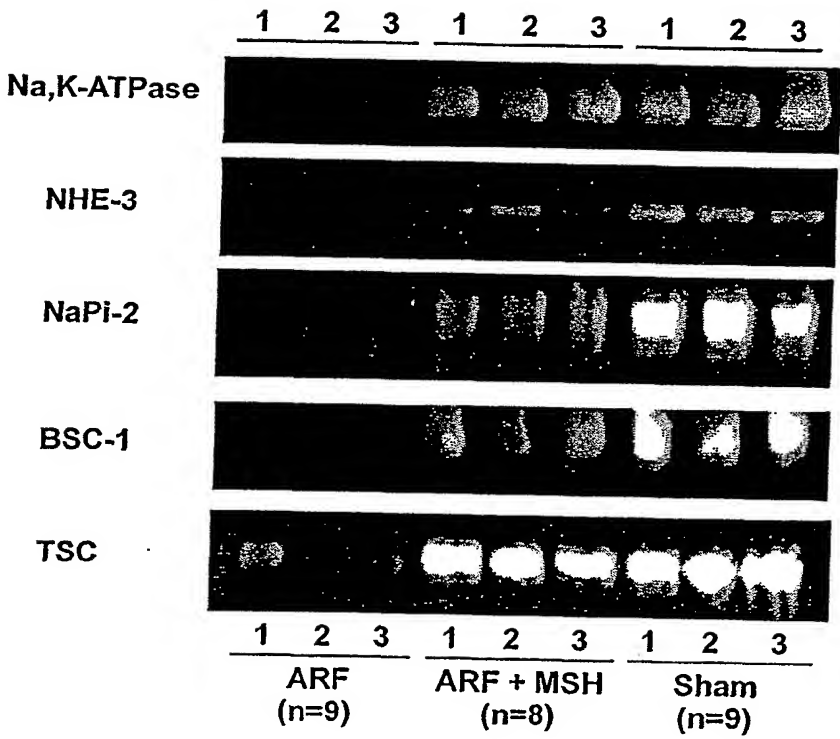 1 2 3 1 2 3 1 2 3
Na,K-ATPase
NHE-3
NaPi-2
BSC-1
TSC
1 2 3 1 2 3 1 2 3
ARF ARF + MSH Sham
(n=9) (n=8) (n=9)